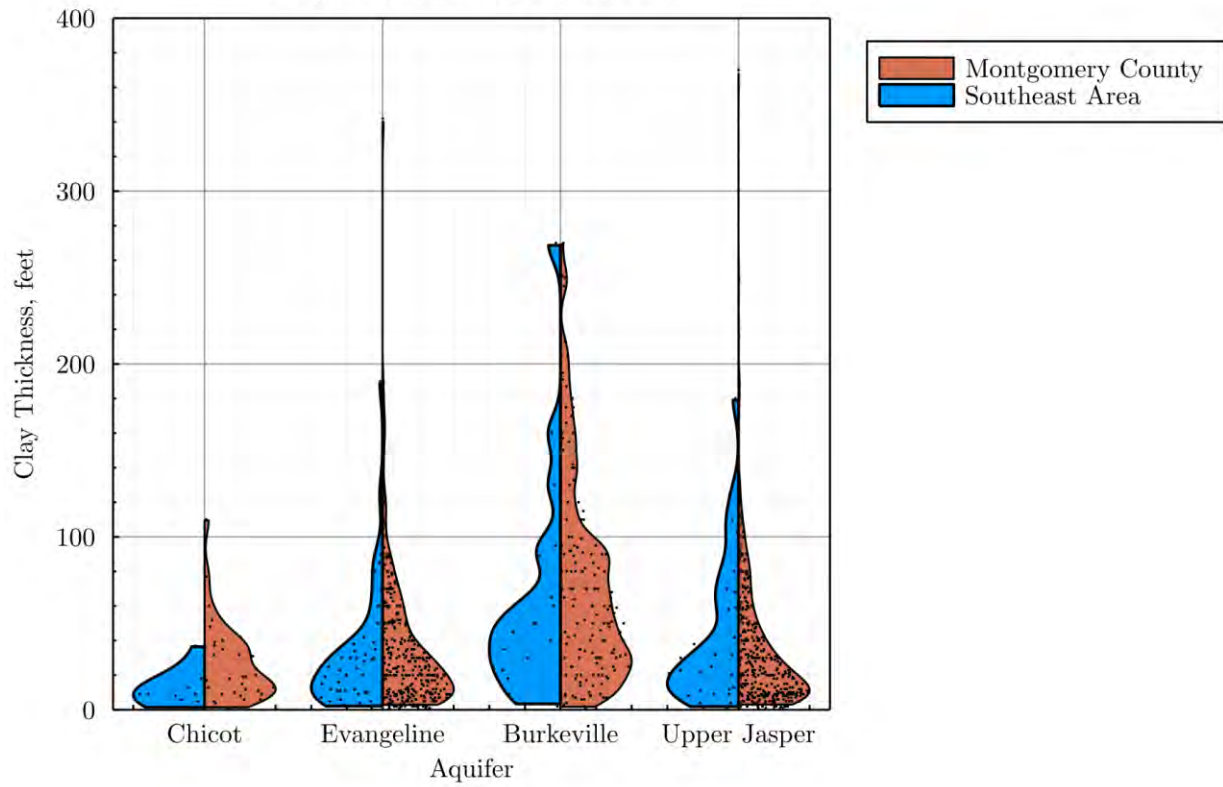 400
300
200
100
0
Clay Thickness, feet
Chicot
Evangeline
Burkeville
Upper Jasper
Aquifer
Montgomery County
Southeast Area